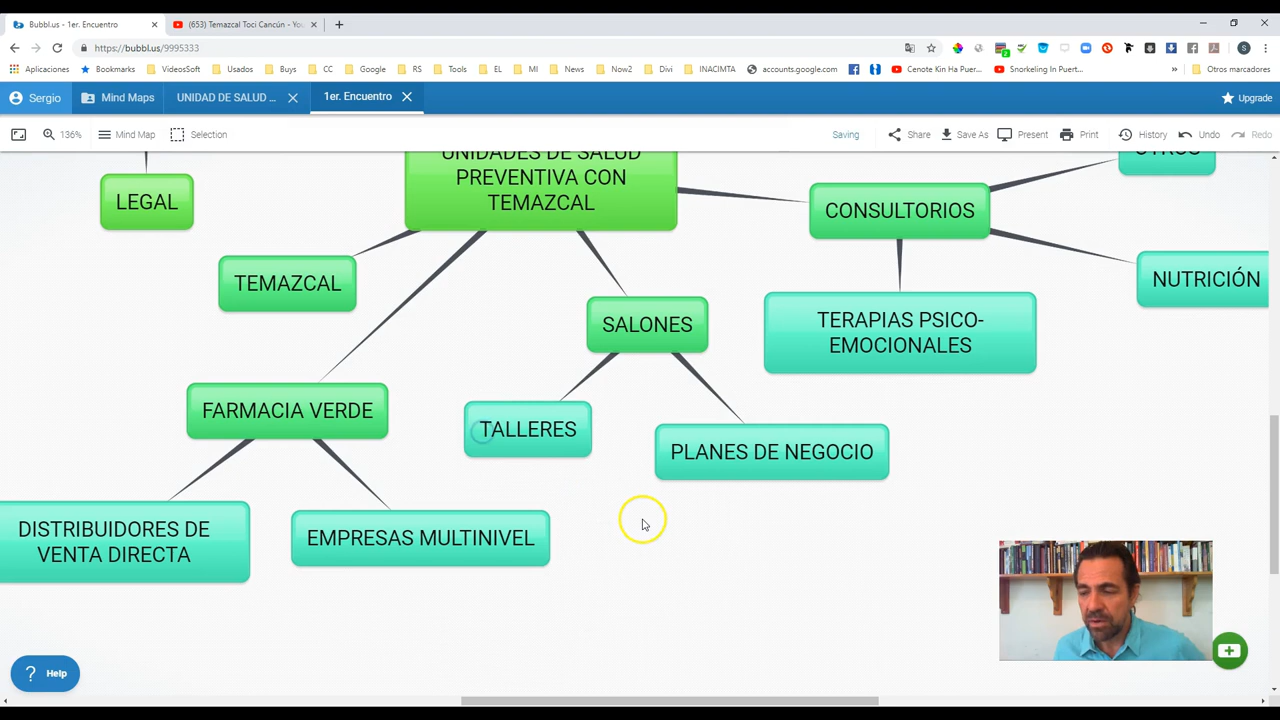 Bubbl.us - 1er. Encuentro
(653) Temazcal Toci Cancún - Yo
https://bubbl.us/9995333
Aplicaciones
Bookmarks
VideosSoft
Usados
Buys
CC
Google
RS
Tools
EL
MI
News
Now2
Divi
INACIMTA
accounts.google.com
Cenote Kin Ha Puer...
Snorkeling In Puert...
»
Otros marcadores
Sergio
Mind Maps
UNIDAD DE SALUD ...
1er. Encuentro
Upgrade
136%
Mind Map
Selection
Saving
Share
Save As
Present
Print
History
Undo
Redo
UNIDADES DE SALUD
PREVENTIVA CON
TEMAZCAL
OTROS
LEGAL
CONSULTORIOS
TEMAZCAL
NUTRICIÓN
SALONES
TERAPIAS PSICO-
EMOCIONALES
FARMACIA VERDE
TALLERES
PLANES DE NEGOCIO
DISTRIBUIDORES DE
VENTA DIRECTA
EMPRESAS MULTINIVEL
? Help